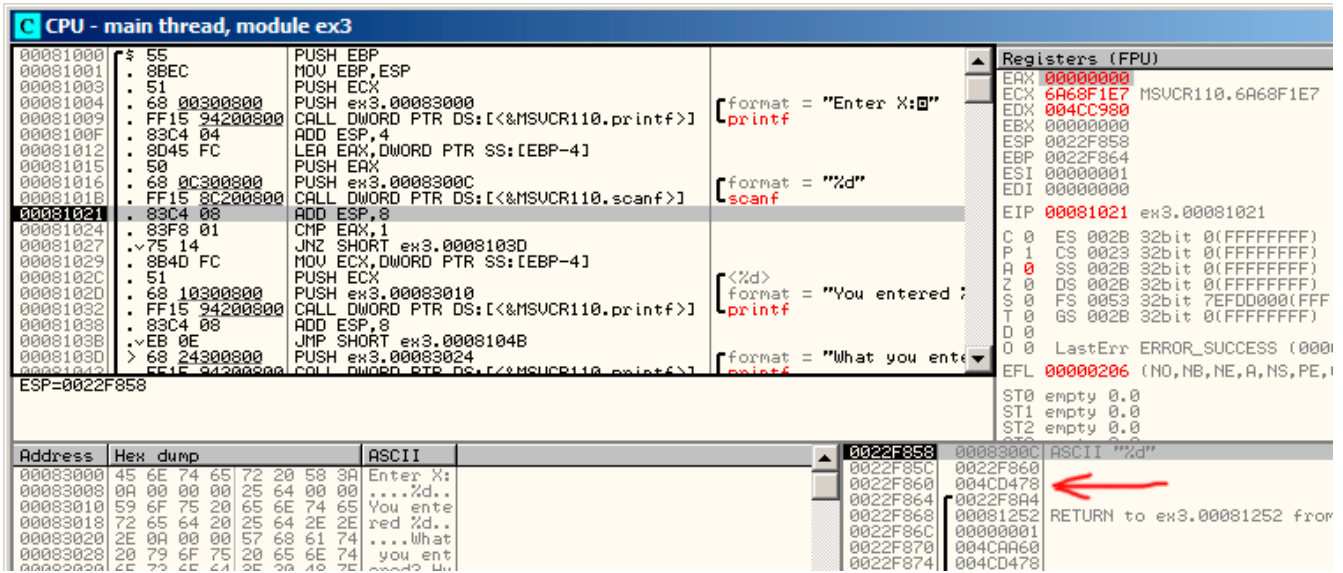 C CPU - main thread, module ex3
00081000 $ 55 PUSH EBP
00081001 . 8BEC MOV EBP,ESP
00081003 . 51 PUSH ECX
00081004 . 68 00300800 PUSH ex3.00083000 format = "Enter X:◙"
00081009 . FF15 94200800 CALL DWORD PTR DS:[<&MSVCR110.printf>] printf
0008100F . 83C4 04 ADD ESP,4
00081012 . 8D45 FC LEA EAX,DWORD PTR SS:[EBP-4]
00081015 . 50 PUSH EAX
00081016 . 68 0C300800 PUSH ex3.0008300C format = "%d"
0008101B . FF15 8C200800 CALL DWORD PTR DS:[<&MSVCR110.scanf>] scanf
00081021 . 83C4 08 ADD ESP,8
00081024 . 83F8 01 CMP EAX,1
00081027 .v75 14 JNZ SHORT ex3.0008103D
00081029 . 8B4D FC MOV ECX,DWORD PTR SS:[EBP-4]
0008102C . 51 PUSH ECX <%d>
0008102D . 68 10300800 PUSH ex3.00083010 format = "You entered
00081032 . FF15 94200800 CALL DWORD PTR DS:[<&MSVCR110.printf>] printf
00081038 . 83C4 08 ADD ESP,8
0008103B .vEB 0E JMP SHORT ex3.0008104B
0008103D > 68 24300800 PUSH ex3.00083024 format = "What you ente
00081042 . FF15 94200800 CALL DWORD PTR DS:[<&MSVCR110.printf>] printf
ESP=0022F858
Registers (FPU)
EAX 00000000
ECX 6A68F1E7 MSVCR110.6A68F1E7
EDX 004CC980
EBX 00000000
ESP 0022F858
EBP 0022F864
ESI 00000001
EDI 00000000
EIP 00081021 ex3.00081021
C 0 ES 002B 32bit 0(FFFFFFFF)
P 1 CS 0023 32bit 0(FFFFFFFF)
A 0 SS 002B 32bit 0(FFFFFFFF)
Z 0 DS 002B 32bit 0(FFFFFFFF)
S 0 FS 0053 32bit 7EFDD000(FFF
T 0 GS 002B 32bit 0(FFFFFFFF)
D 0
O 0 LastErr ERROR_SUCCESS (000
EFL 00000206 (NO,NB,NE,A,NS,PE,
ST0 empty 0.0
ST1 empty 0.0
ST2 empty 0.0
Address Hex dump ASCII
00083000 45 6E 74 65 72 20 58 3A Enter X:
00083008 0A 00 00 00 25 64 00 00 ....%d..
00083010 59 6F 75 20 65 6E 74 65 You ente
00083018 72 65 64 20 25 64 2E 2E red %d..
00083020 2E 0A 00 00 57 68 61 74 ....What
00083028 20 79 6F 75 20 65 6E 74 you ent
0022F858 0008300C ASCII "%d"
0022F85C 0022F860
0022F860 004CD478
0022F864 0022F8A4
0022F868 00081252 RETURN to ex3.00081252 from
0022F86C 00000001
0022F870 004CAA60
0022F874 004CD478